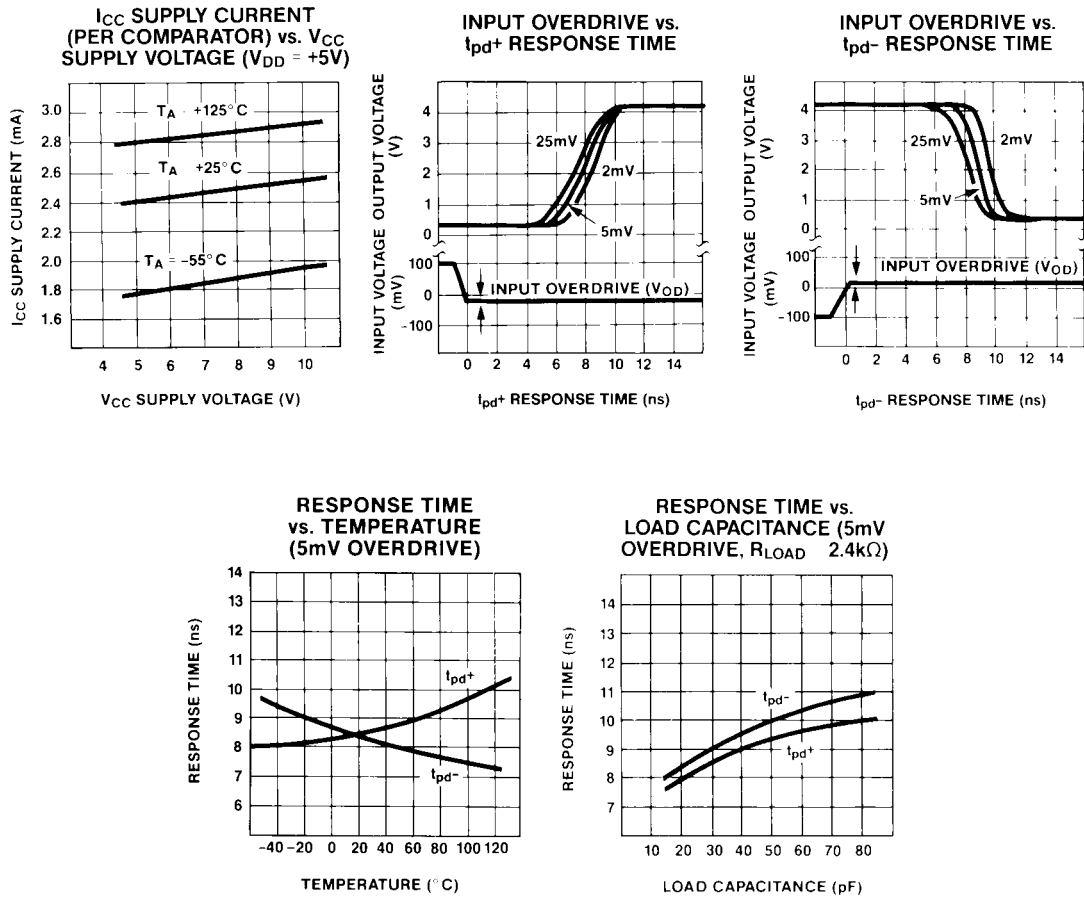 ICC SUPPLY CURRENT
(PER COMPARATOR) vs. VCC
SUPPLY VOLTAGE (VDD = +5V)
ICC SUPPLY CURRENT (mA)
3.0
2.8
2.6
2.4
2.2
2.0
1.8
1.6
TA = +125°C
TA +25°C
TA = -55°C
4 5 6 7 8 9 10
VCC SUPPLY VOLTAGE (V)
INPUT OVERDRIVE vs.
tpd+ RESPONSE TIME
INPUT VOLTAGE OUTPUT VOLTAGE
(mV) (V)
4
3
2
1
0
25mV
2mV
5mV
100
0
-100
INPUT OVERDRIVE (VOD)
0 2 4 6 8 10 12 14
tpd+ RESPONSE TIME (ns)
INPUT OVERDRIVE vs.
tpd- RESPONSE TIME
INPUT VOLTAGE OUTPUT VOLTAGE
(mV) (V)
4
3
2
1
0
25mV
2mV
5mV
100
0
-100
INPUT OVERDRIVE (VOD)
0 2 4 6 8 10 12 14
tpd- RESPONSE TIME (ns)
RESPONSE TIME
vs. TEMPERATURE
(5mV OVERDRIVE)
RESPONSE TIME (ns)
14
13
12
11
10
9
8
7
6
tpd+
tpd-
-40 -20 0 20 40 60 80 100 120
TEMPERATURE (°C)
RESPONSE TIME vs.
LOAD CAPACITANCE (5mV
OVERDRIVE, RLOAD 2.4kΩ)
RESPONSE TIME (ns)
14
13
12
11
10
9
8
7
tpd-
tpd+
10 20 30 40 50 60 70 80
LOAD CAPACITANCE (pF)